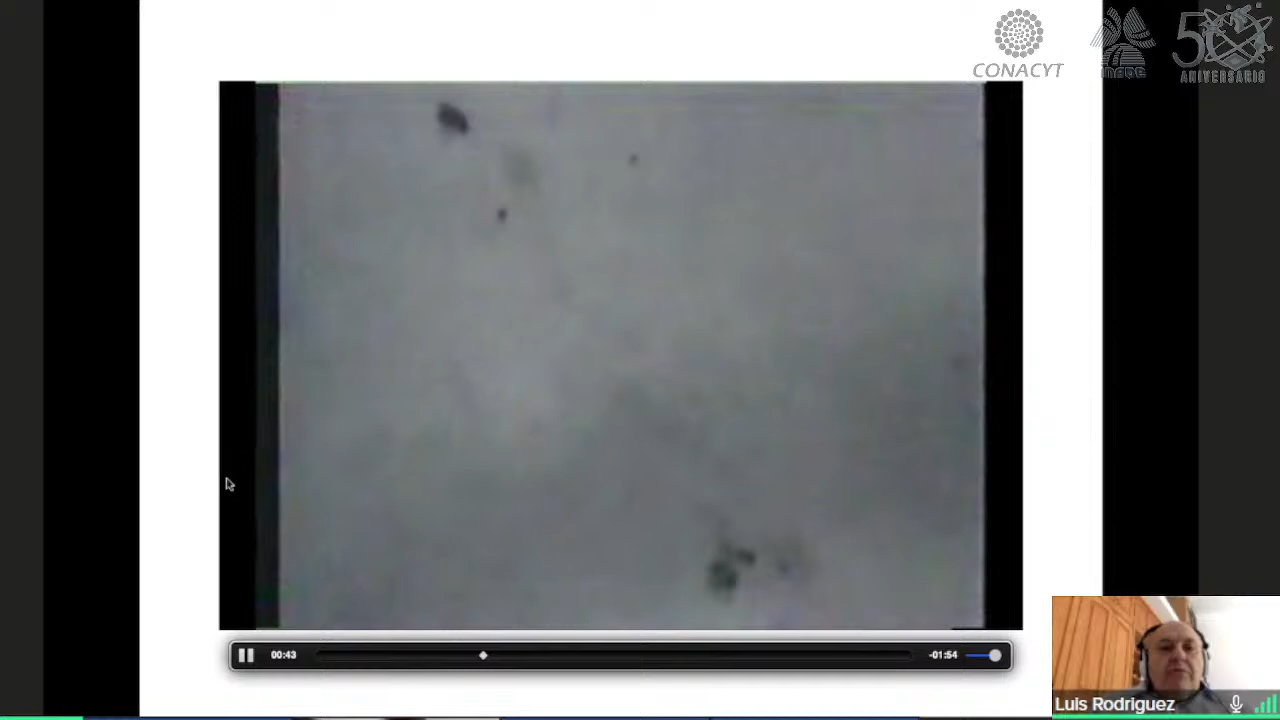 CONACYT
inaoe
50
ANIVERSARIO
00:43
-01:54
Luis Rodriguez